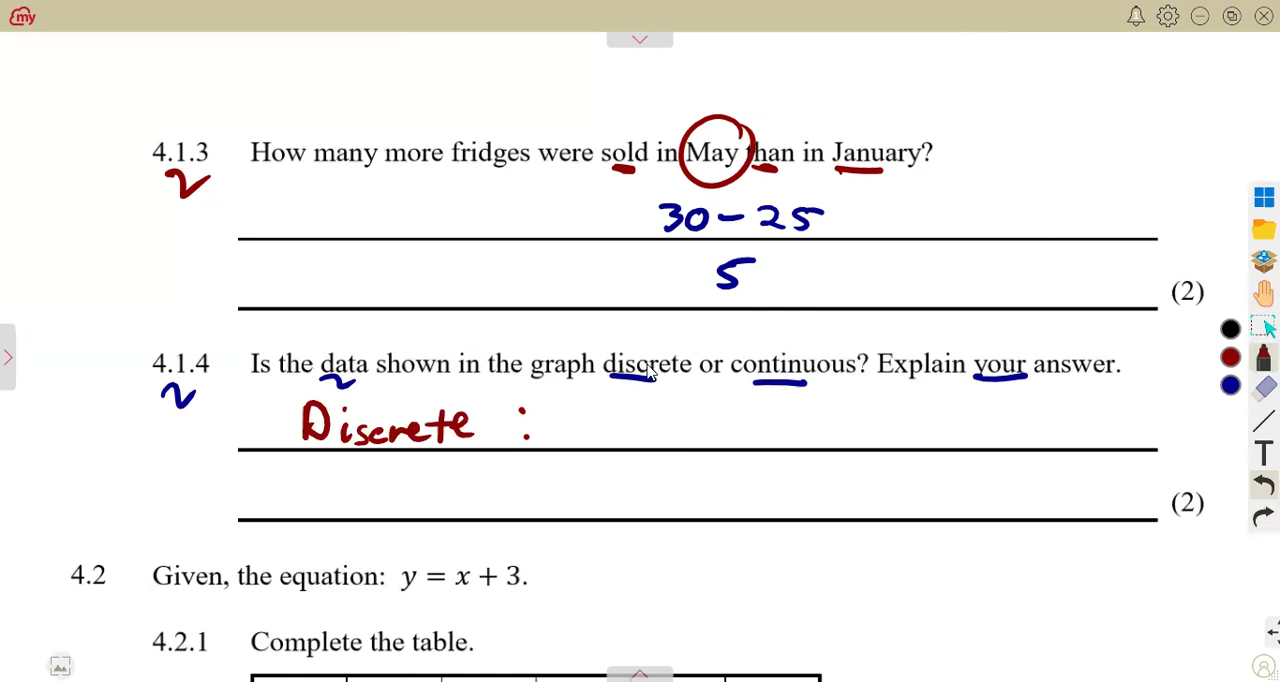 my
4.1.3 How many more fridges were sold in May than in January?
30 - 25
5
(2)
4.1.4 Is the data shown in the graph discrete or continuous? Explain your answer.
Discrete :
(2)
4.2 Given, the equation: y = x + 3.
4.2.1 Complete the table.
T